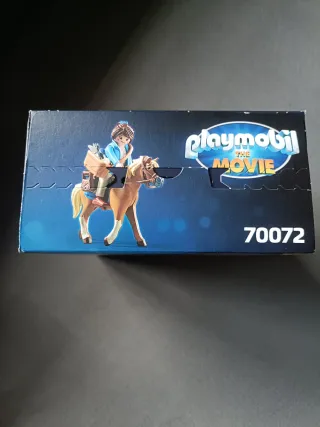 playmobil
THE
MOVIE
70072